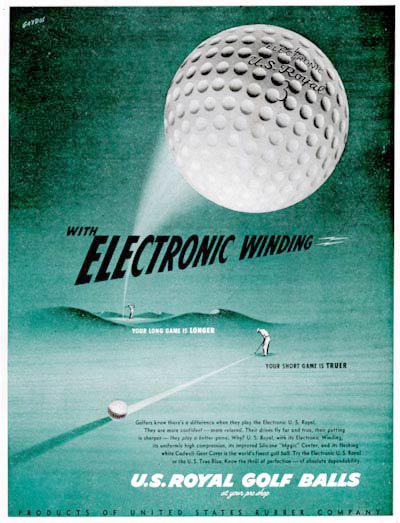 GAYDOS
ELECTRONIC
U.S. Royal
3
WITH
ELECTRONIC WINDING
YOUR LONG GAME IS LONGER
YOUR SHORT GAME IS TRUER
Golfers know there's a difference when they play the Electronic U. S. Royal.
They are more confident—more relaxed. Their drives fly far and true, their putting
is sharper—they play a better game. Why? U. S. Royal, with its Electronic Winding,
its uniformly high compression, its improved Silicone "Magic" Center, and its fleshing
white Cadwell Geer Cover is the world's finest golf ball. Try the Electronic U. S. Royal
or the U. S. True Blue. Know the thrill of perfection—of absolute dependability.
U.S. ROYAL GOLF BALLS
at your pro shop
PRODUCTS OF UNITED STATES RUBBER COMPANY